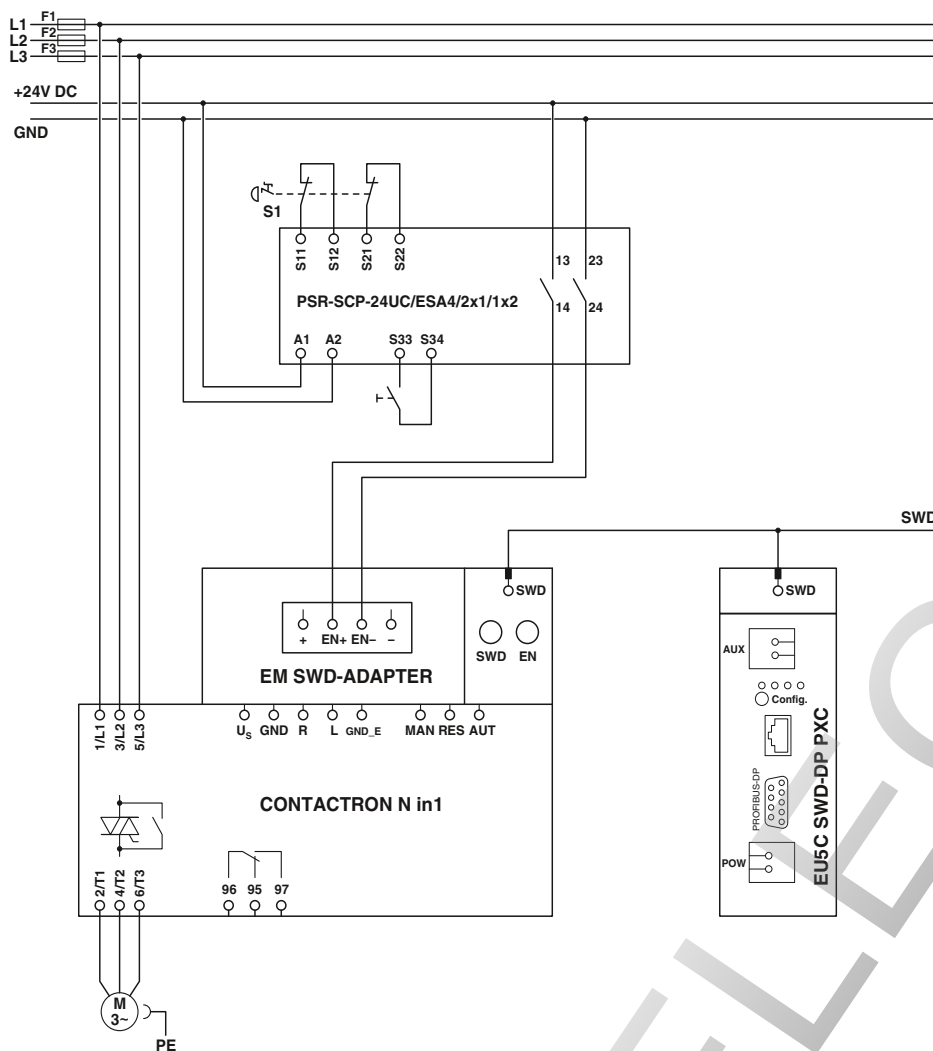 L1 F1
L2 F2
L3 F3
+24V DC
GND
S1
S11 S12 S21 S22
13 23
PSR-SCP-24UC/ESA4/2x1/1x2
14 24
A1 A2 S33 S34
SWD
SWD
SWD
+ EN+ EN– –
SWD EN
AUX
EM SWD-ADAPTER
Config.
1/L1 3/L2 5/L3
US GND R L GND_E MAN RES AUT
CONTACTRON N in1
PROFIBUS-DP
EU5C SWD-DP PXC
POW
2/T1 4/T2 6/T3
96 95 97
M
3~
PE